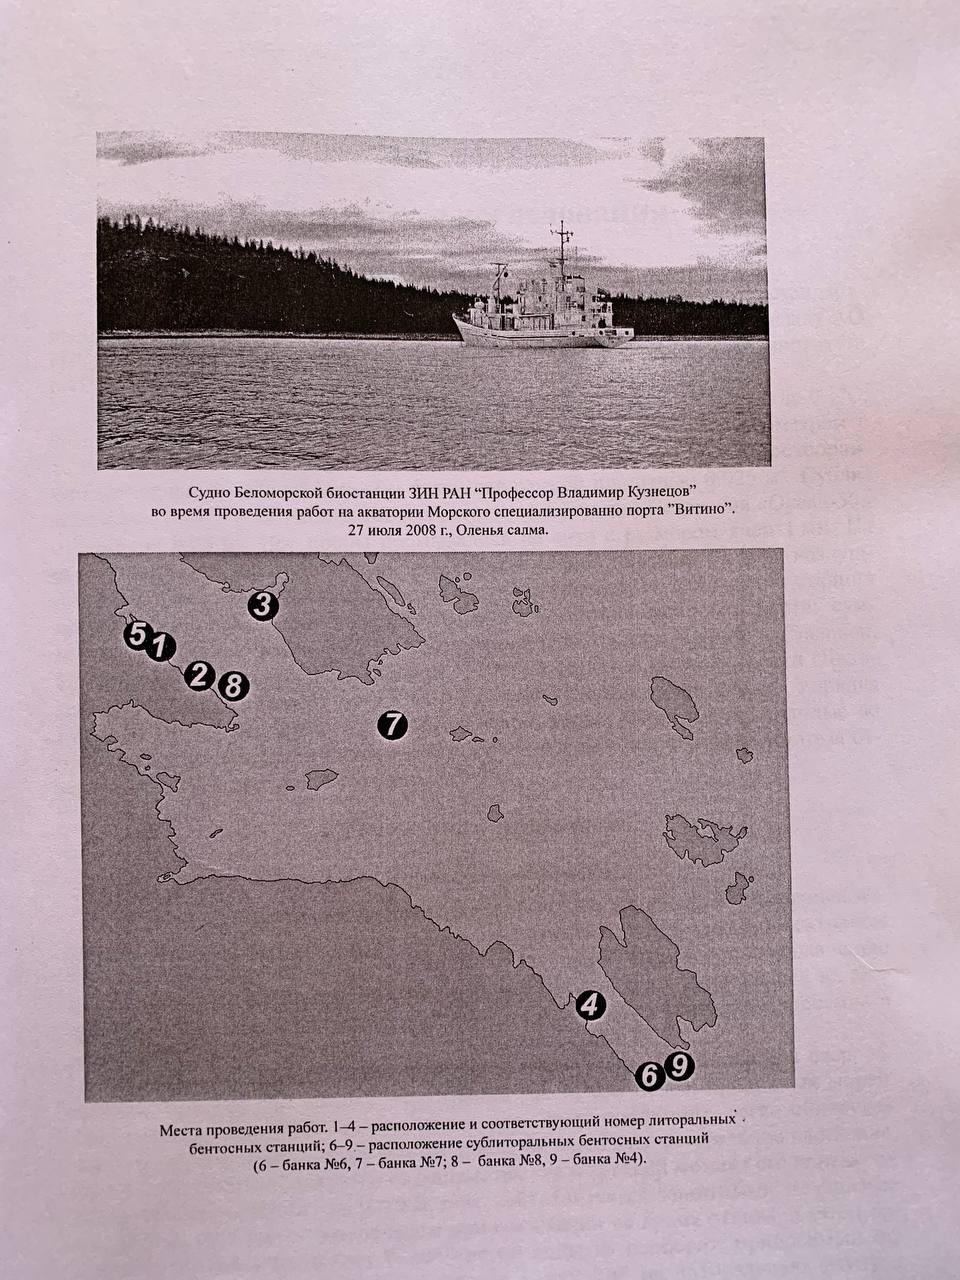 Судно Беломорской биостанции ЗИН РАН “Профессор Владимир Кузнецов”
во время проведения работ на акватории Морского специализированно порта ”Витино”.
27 июля 2008 г., Оленья салма.
3
5 1
2 8
7
4
6 9
Места проведения работ. 1–4 – расположение и соответствующий номер литоральных
бентосных станций; 6–9 – расположение сублиторальных бентосных станций
(6 – банка №6, 7 – банка №7; 8 – банка №8, 9 – банка №4).